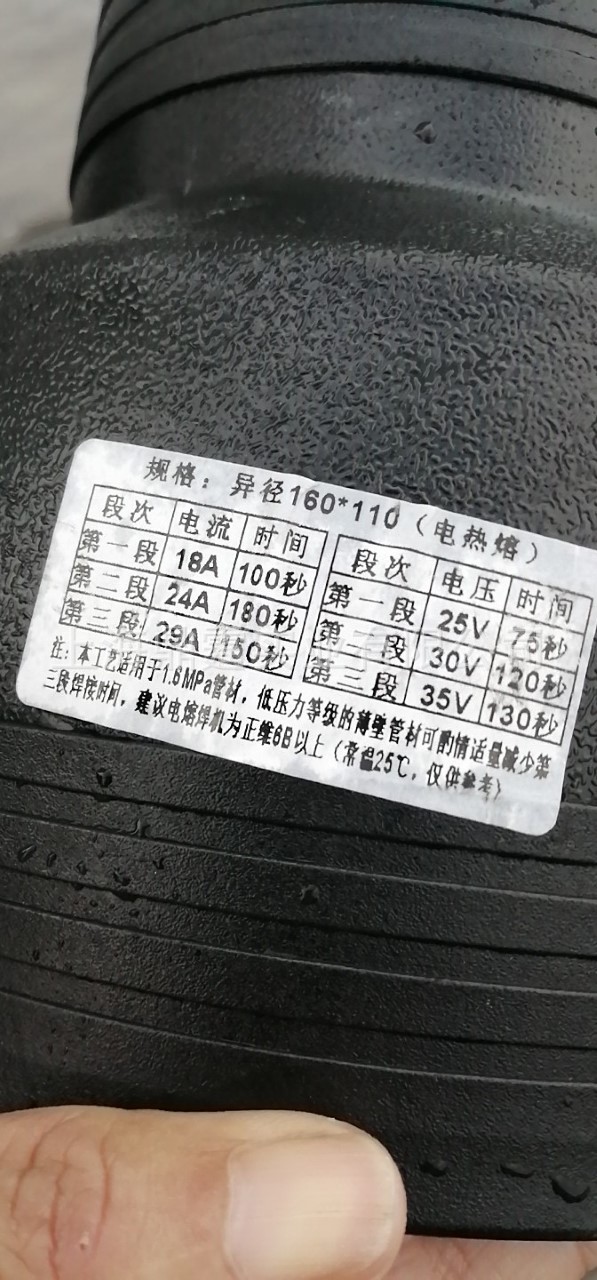 规格：异径160*110（电热熔）
段次 电流 时间
第一段 18A 100秒
第二段 24A 180秒
第三段 29A 150秒
段次 电压 时间
第一段 25V 75秒
第二段 30V 120秒
第三段 35V 130秒
注：本工艺适用于1.6MPa管材，低压力等级的薄壁管材可酌情适量减少第
三段焊接时间，建议电熔焊机为正维6B以上（常温25℃，仅供参考）